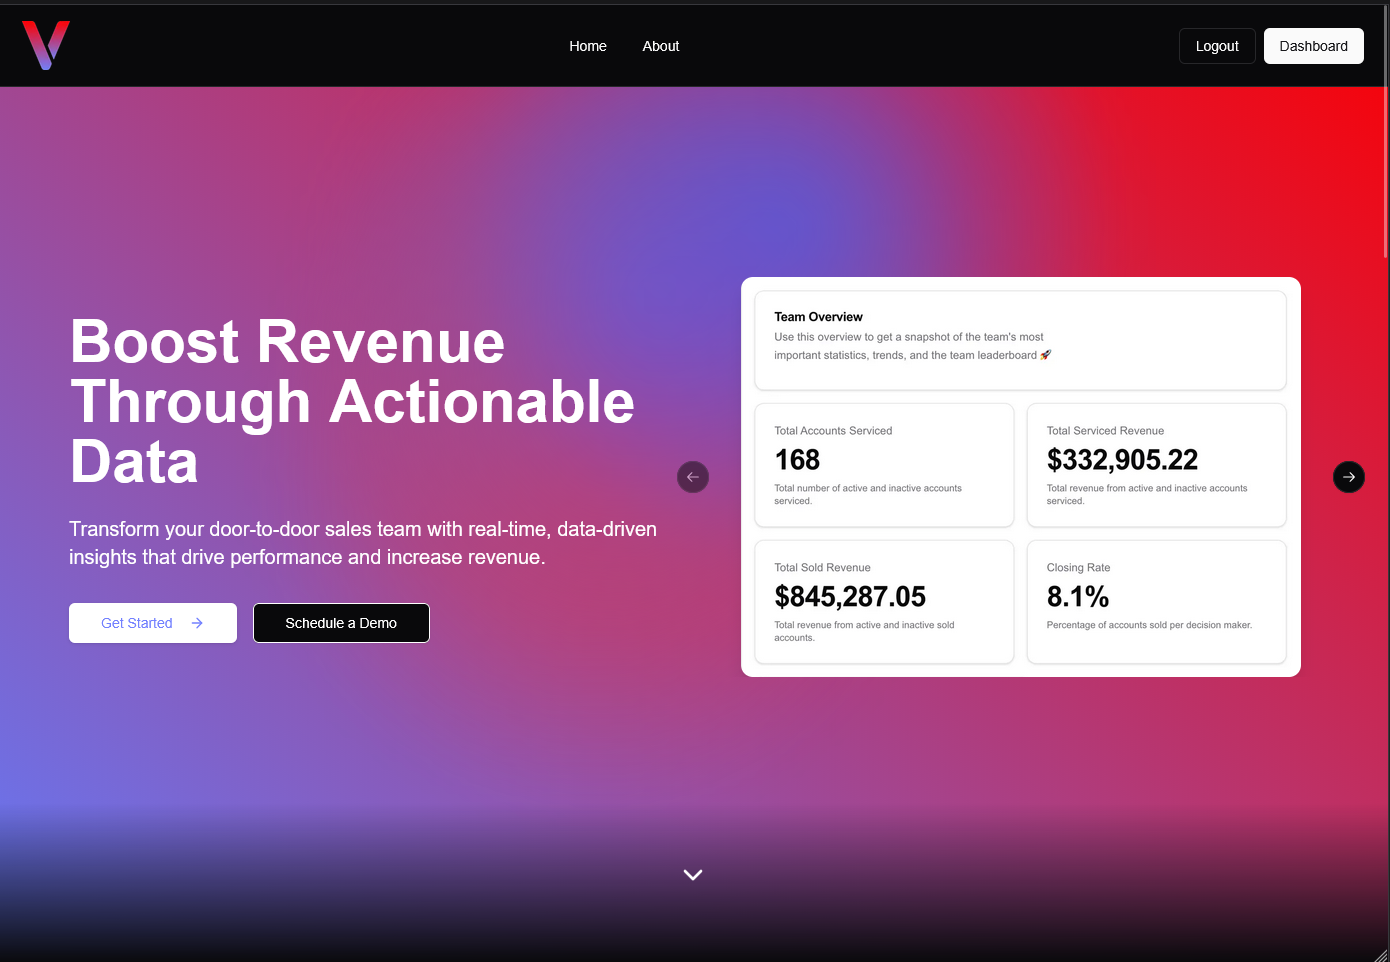 Home
About
Logout
Dashboard
Boost Revenue
Through Actionable
Data
Transform your door-to-door sales team with real-time, data-driven
insights that drive performance and increase revenue.
Get Started
Schedule a Demo
Team Overview
Use this overview to get a snapshot of the team's most
important statistics, trends, and the team leaderboard 🚀
Total Accounts Serviced
168
Total number of active and inactive accounts
serviced.
Total Serviced Revenue
$332,905.22
Total revenue from active and inactive accounts
serviced.
Total Sold Revenue
$845,287.05
Total revenue from active and inactive sold
accounts.
Closing Rate
8.1%
Percentage of accounts sold per decision maker.